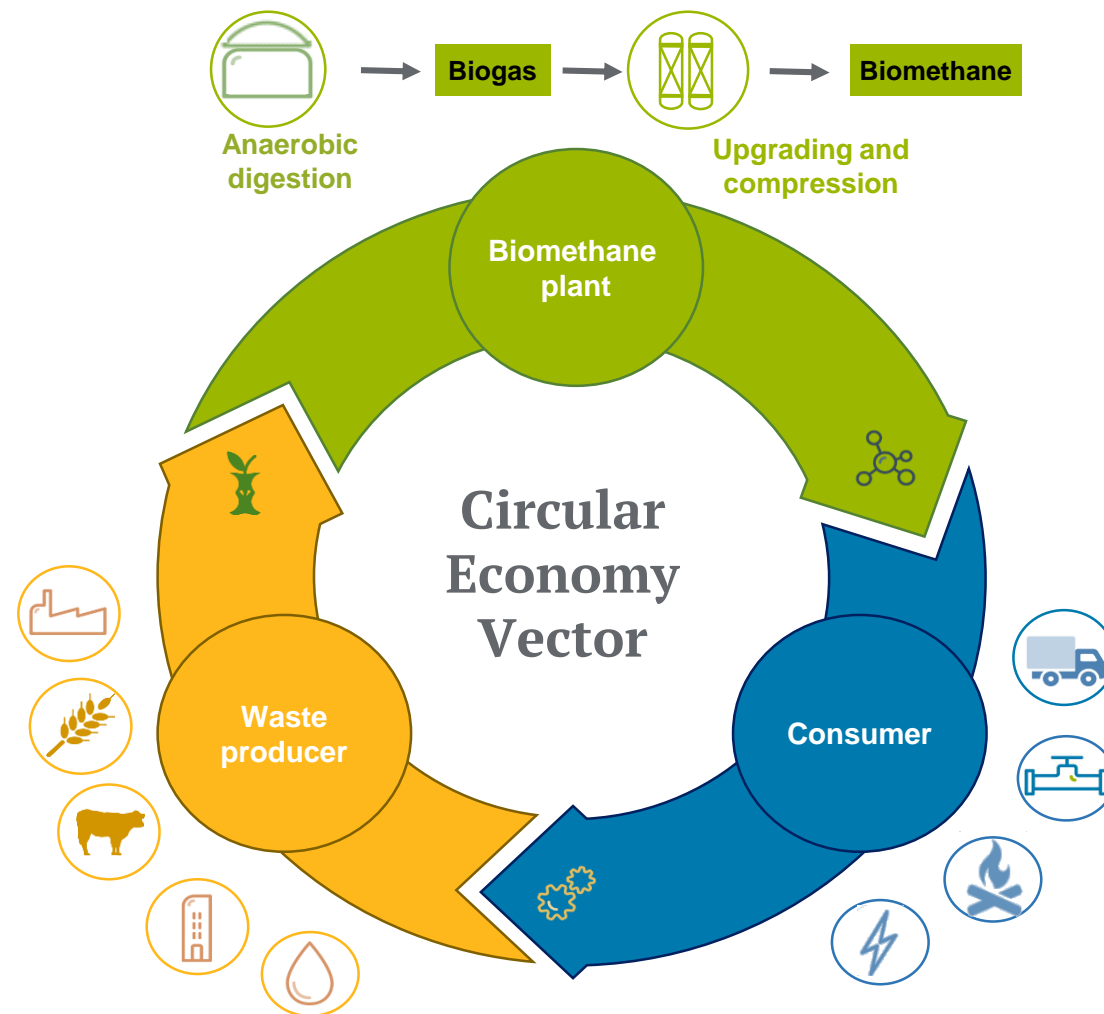 Biogas
Biomethane
Anaerobic
digestion
Upgrading and
compression
Biomethane
plant
Circular
Economy
Vector
Waste
producer
Consumer